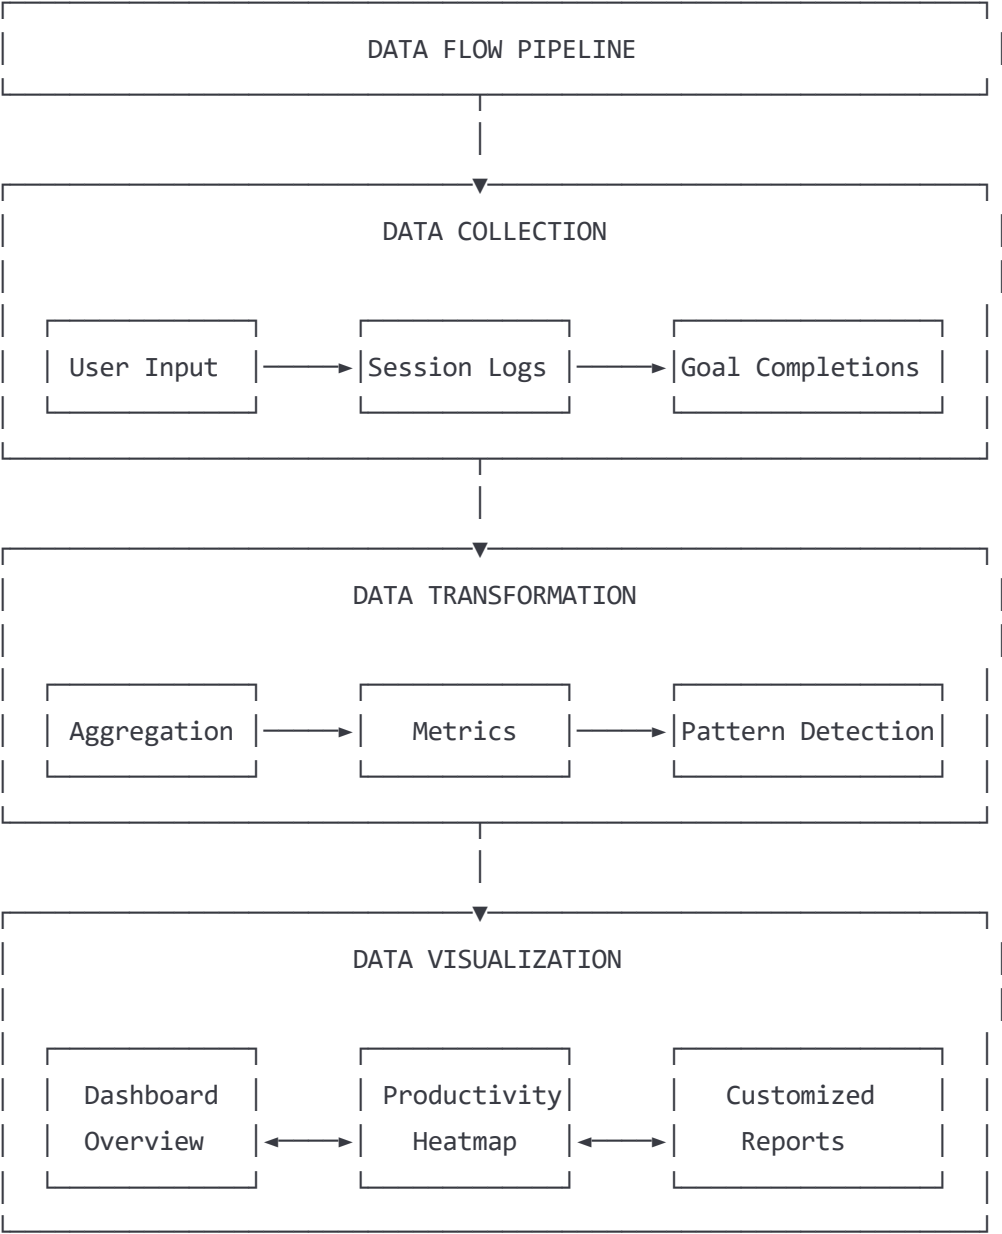 DATA FLOW PIPELINE
DATA COLLECTION
User Input Session Logs Goal Completions
DATA TRANSFORMATION
Aggregation Metrics Pattern Detection
DATA VISUALIZATION
Dashboard Productivity Customized
Overview Heatmap Reports